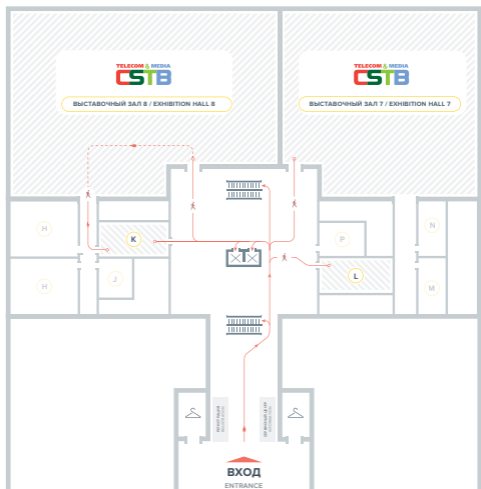 TELECOM & MEDIA
CSTB
ВЫСТАВОЧНЫЙ ЗАЛ 8 / EXHIBITION HALL 8
TELECOM & MEDIA
CSTB
ВЫСТАВОЧНЫЙ ЗАЛ 7 / EXHIBITION HALL 7
H
K
P
N
J
L
H
M
ВХОД
ENTRANCE